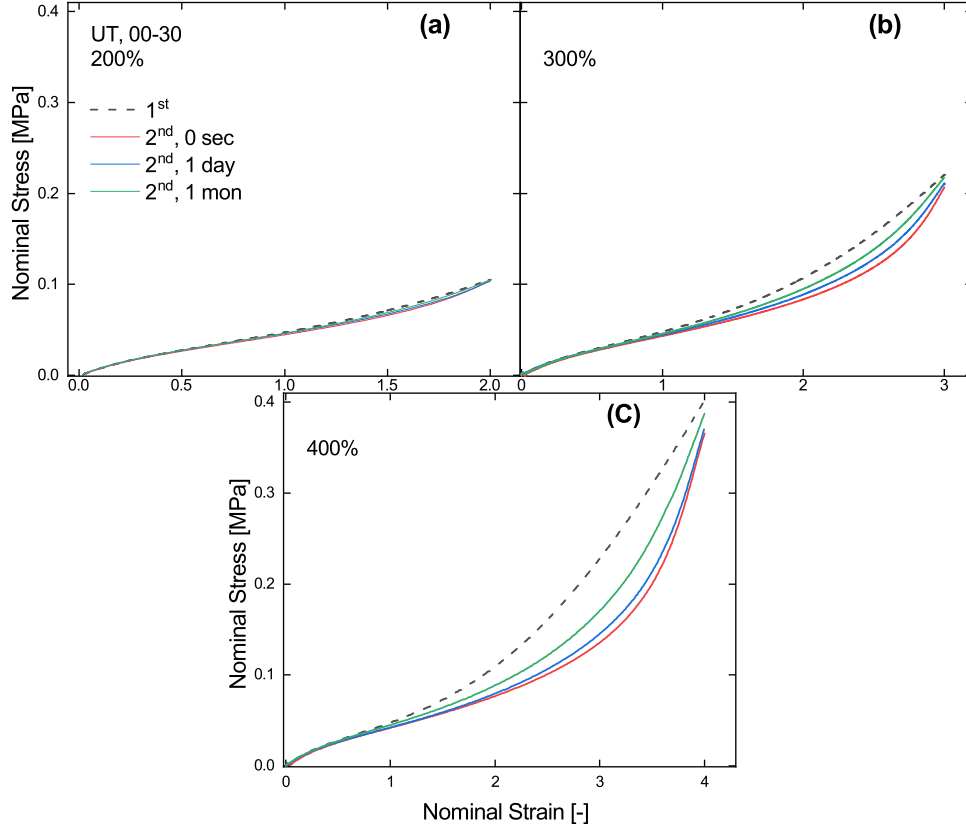 (a)
UT, 00-30
200%
1st
2nd, 0 sec
2nd, 1 day
2nd, 1 mon
Nominal Stress [MPa]
0.4
0.3
0.2
0.1
0.0
0.0 0.5 1.0 1.5 2.0
(b)
300%
0 1 2 3
(C)
400%
Nominal Stress [MPa]
0.4
0.3
0.2
0.1
0.0
0 1 2 3 4
Nominal Strain [-]